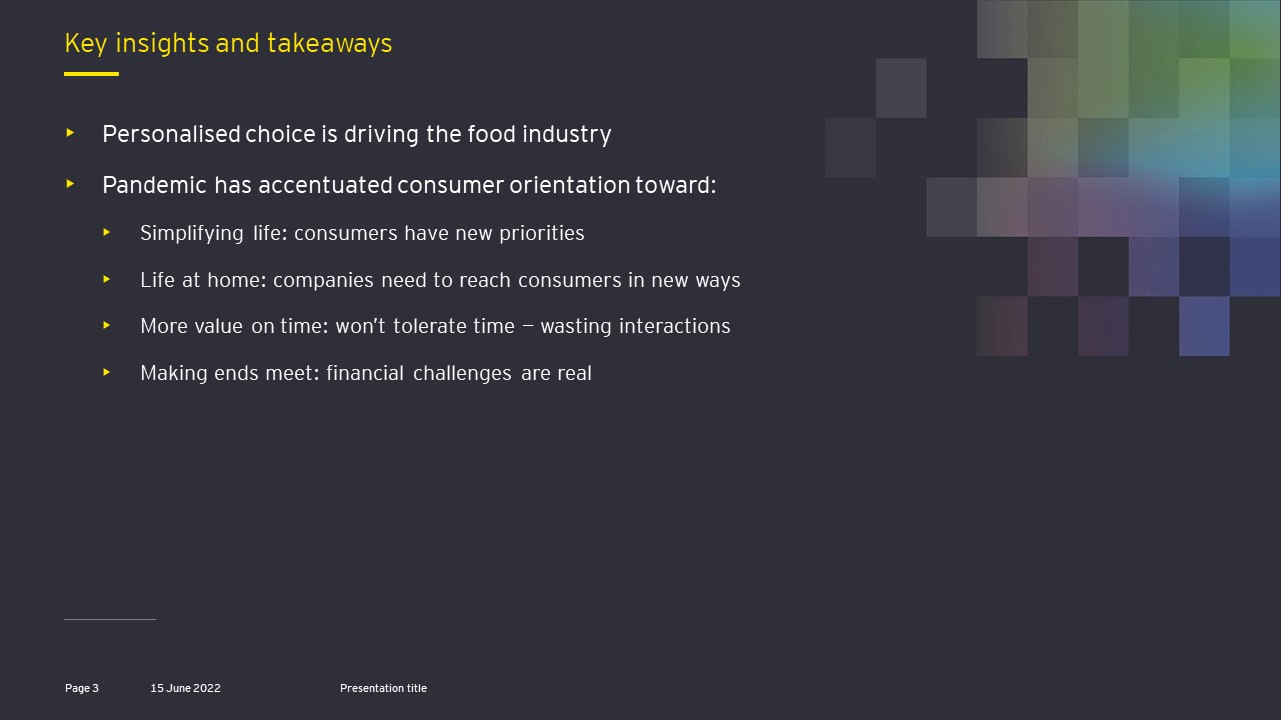 Key insights and takeaways
Personalised choice is driving the food industry
Pandemic has accentuated consumer orientation toward:
Simplifying life: consumers have new priorities
Life at home: companies need to reach consumers in new ways
More value on time: won’t tolerate time – wasting interactions
Making ends meet: financial challenges are real
Page 3 15 June 2022 Presentation title